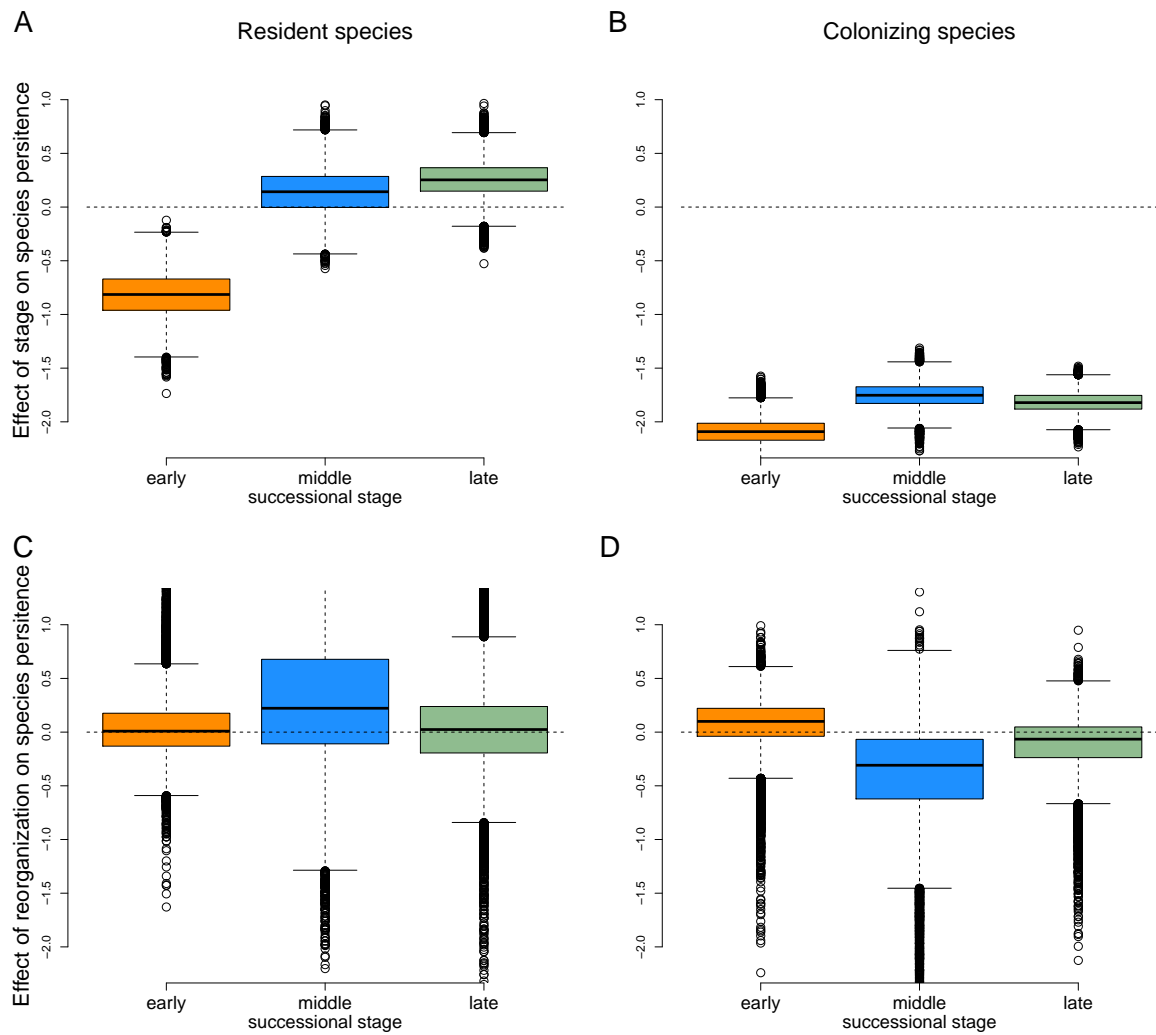 A
Resident species
B
Colonizing species
Effect of stage on species persitence
1.0
0.5
0.0
−0.5
−1.0
−1.5
−2.0
early
middle
late
successional stage
1.0
0.5
0.0
−0.5
−1.0
−1.5
−2.0
early
middle
late
successional stage
C
D
Effect of reorganization on species persitence
1.0
0.5
0.0
−0.5
−1.0
−1.5
−2.0
early
middle
late
successional stage
1.0
0.5
0.0
−0.5
−1.0
−1.5
−2.0
early
middle
late
successional stage